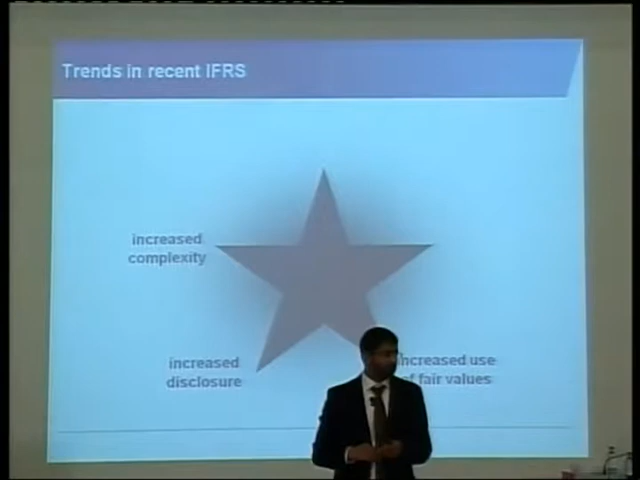 Trends in recent IFRS
increased
complexity
increased
disclosure
increased use
of fair values